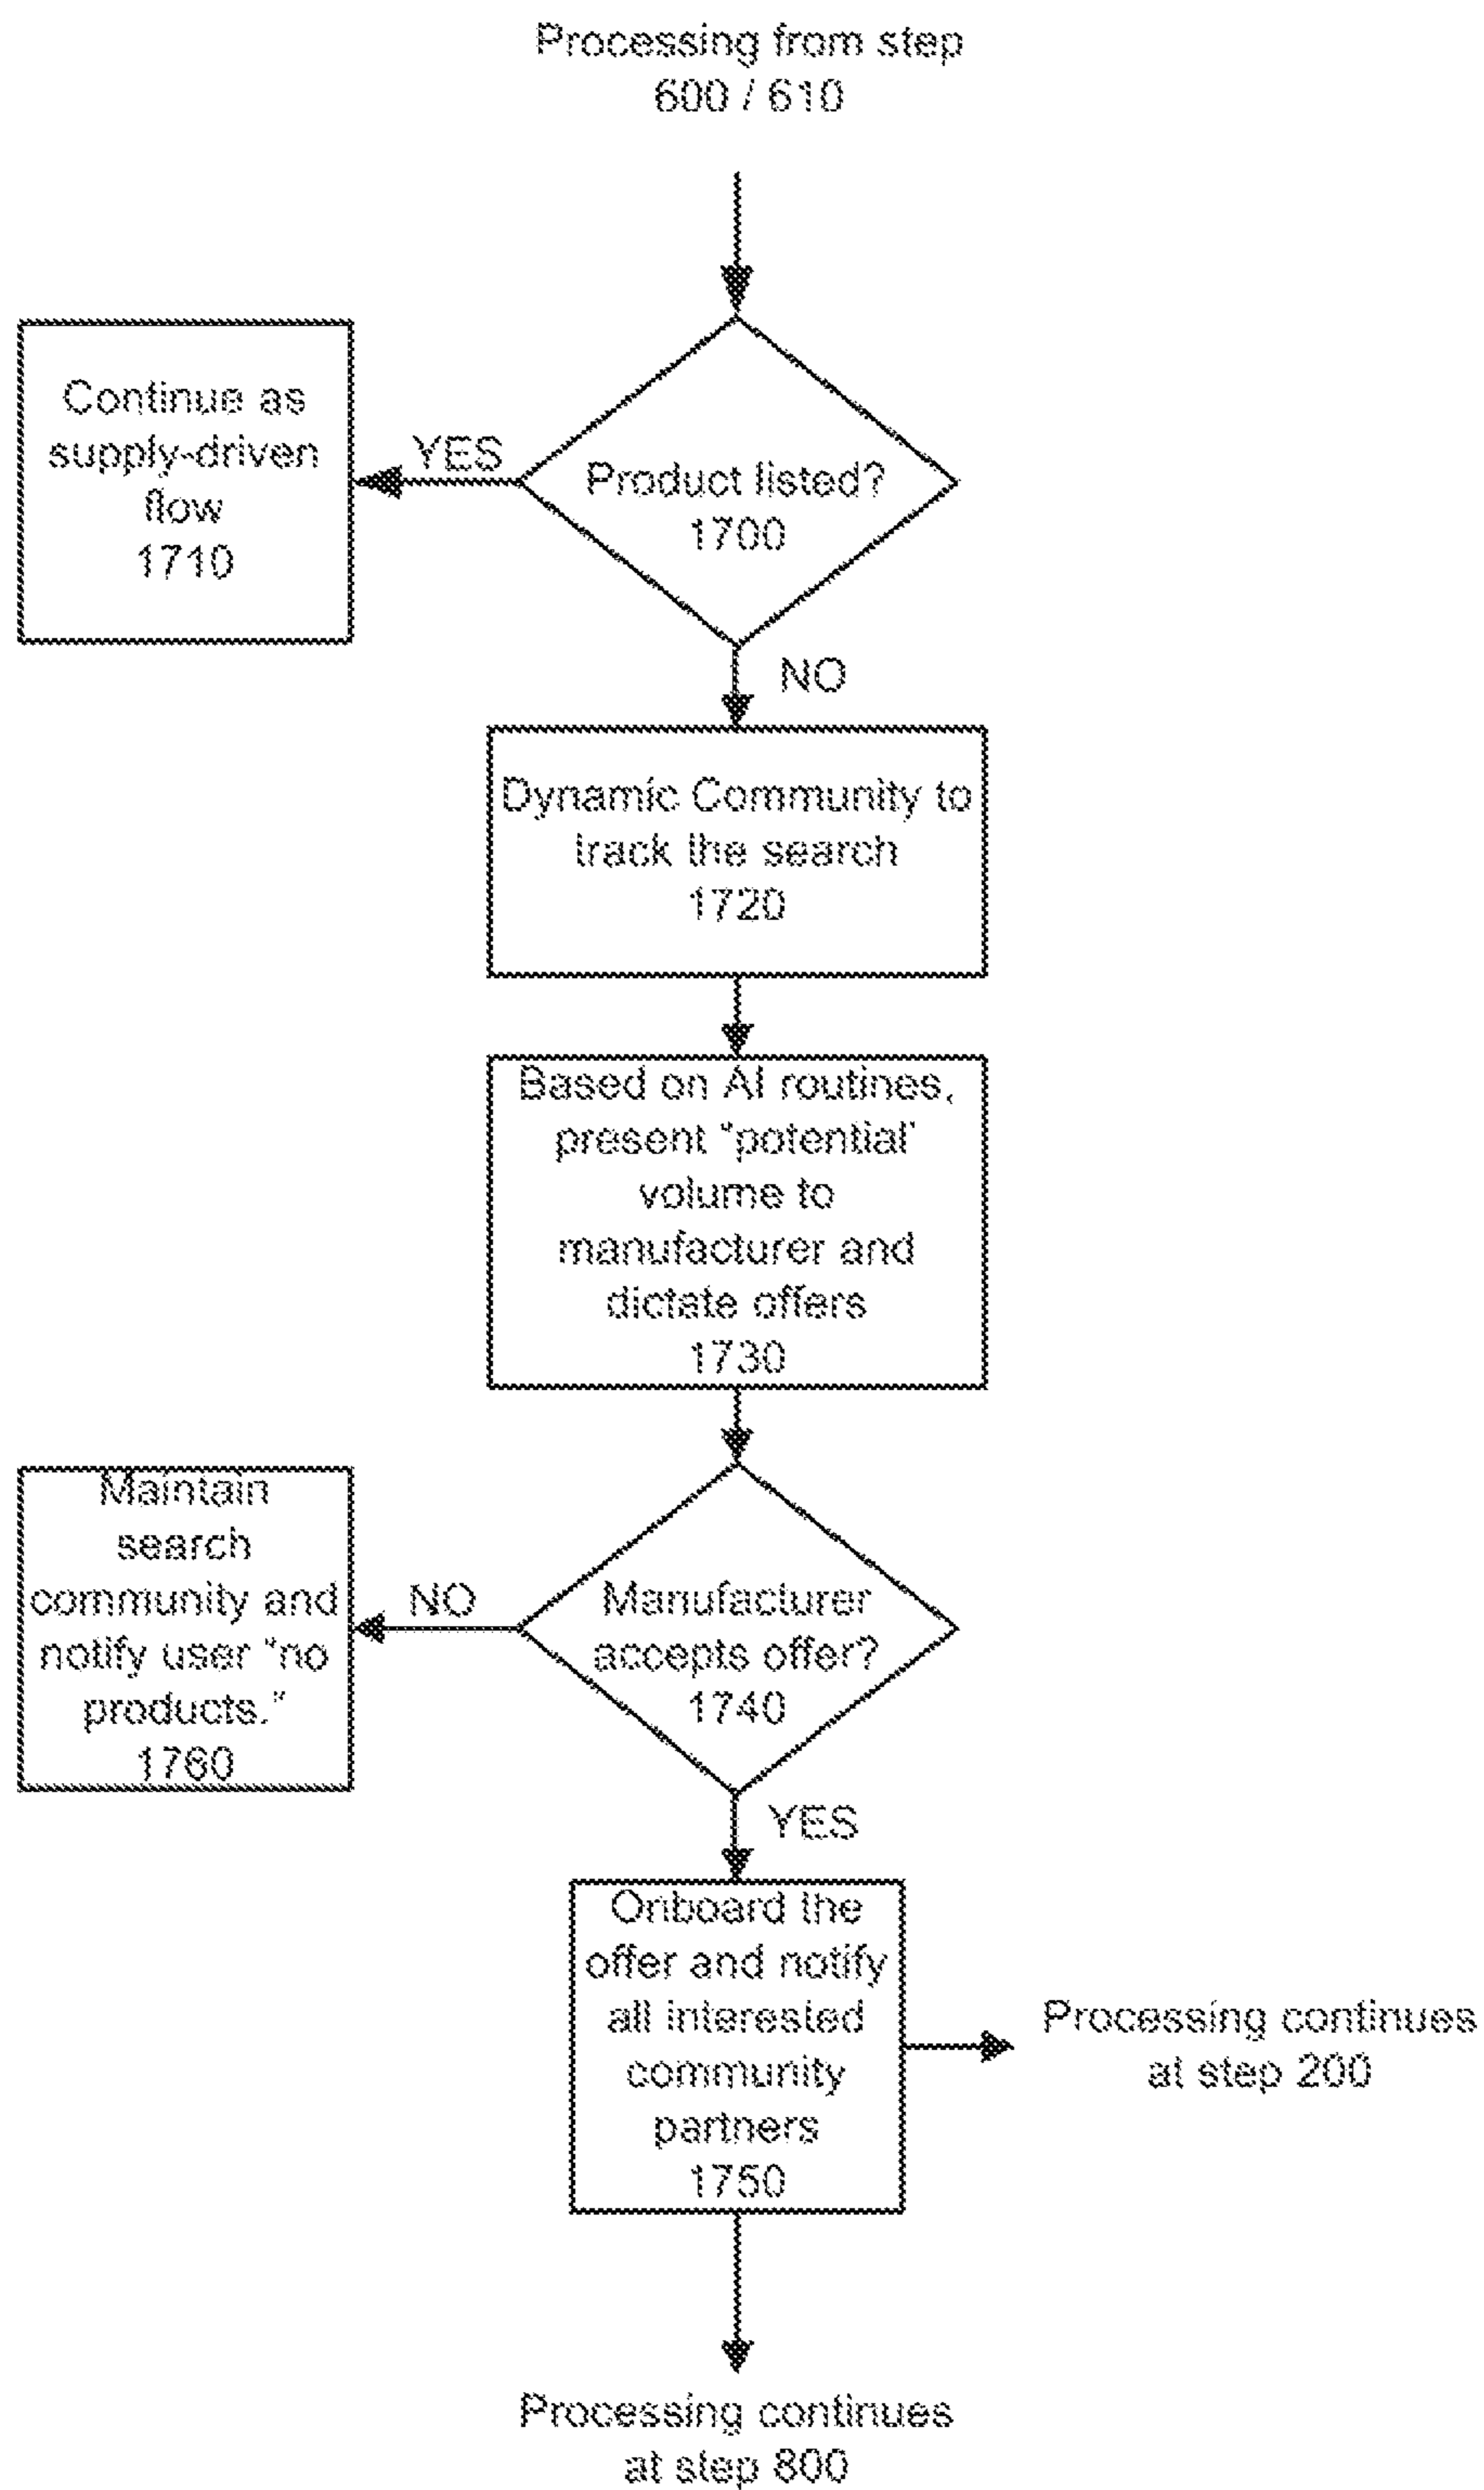 Processing from step
600 / 610
Continue as
supply-driven
flow
1710
YES
Product listed?
1700
NO
Dynamic Community to
track the search
1720
Based on AI routines,
present "potential'
volume to
manufacturer and
dictate offers
1730
Maintain
search
community and
notify user "no
products."
1760
NO
Manufacturer
accepts offer?
1740
YES
Onboard the
offer and notify
all interested
community
partners
1750
Processing continues
at step 200
Processing continues
at step 800